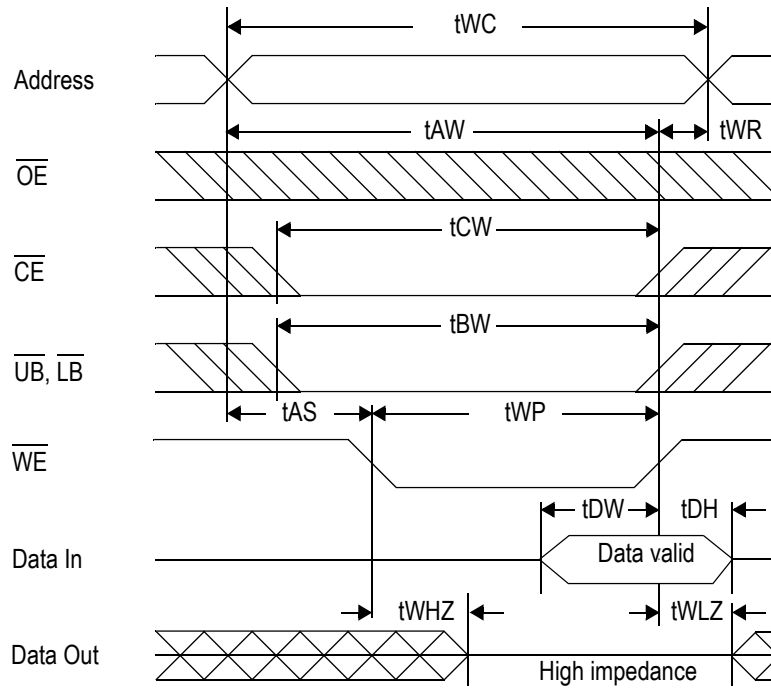 tWC
Address
tAW
tWR
OE
tCW
CE
tBW
UB, LB
tAS
tWP
WE
tDW
tDH
Data In
Data valid
tWHZ
tWLZ
Data Out
High impedance